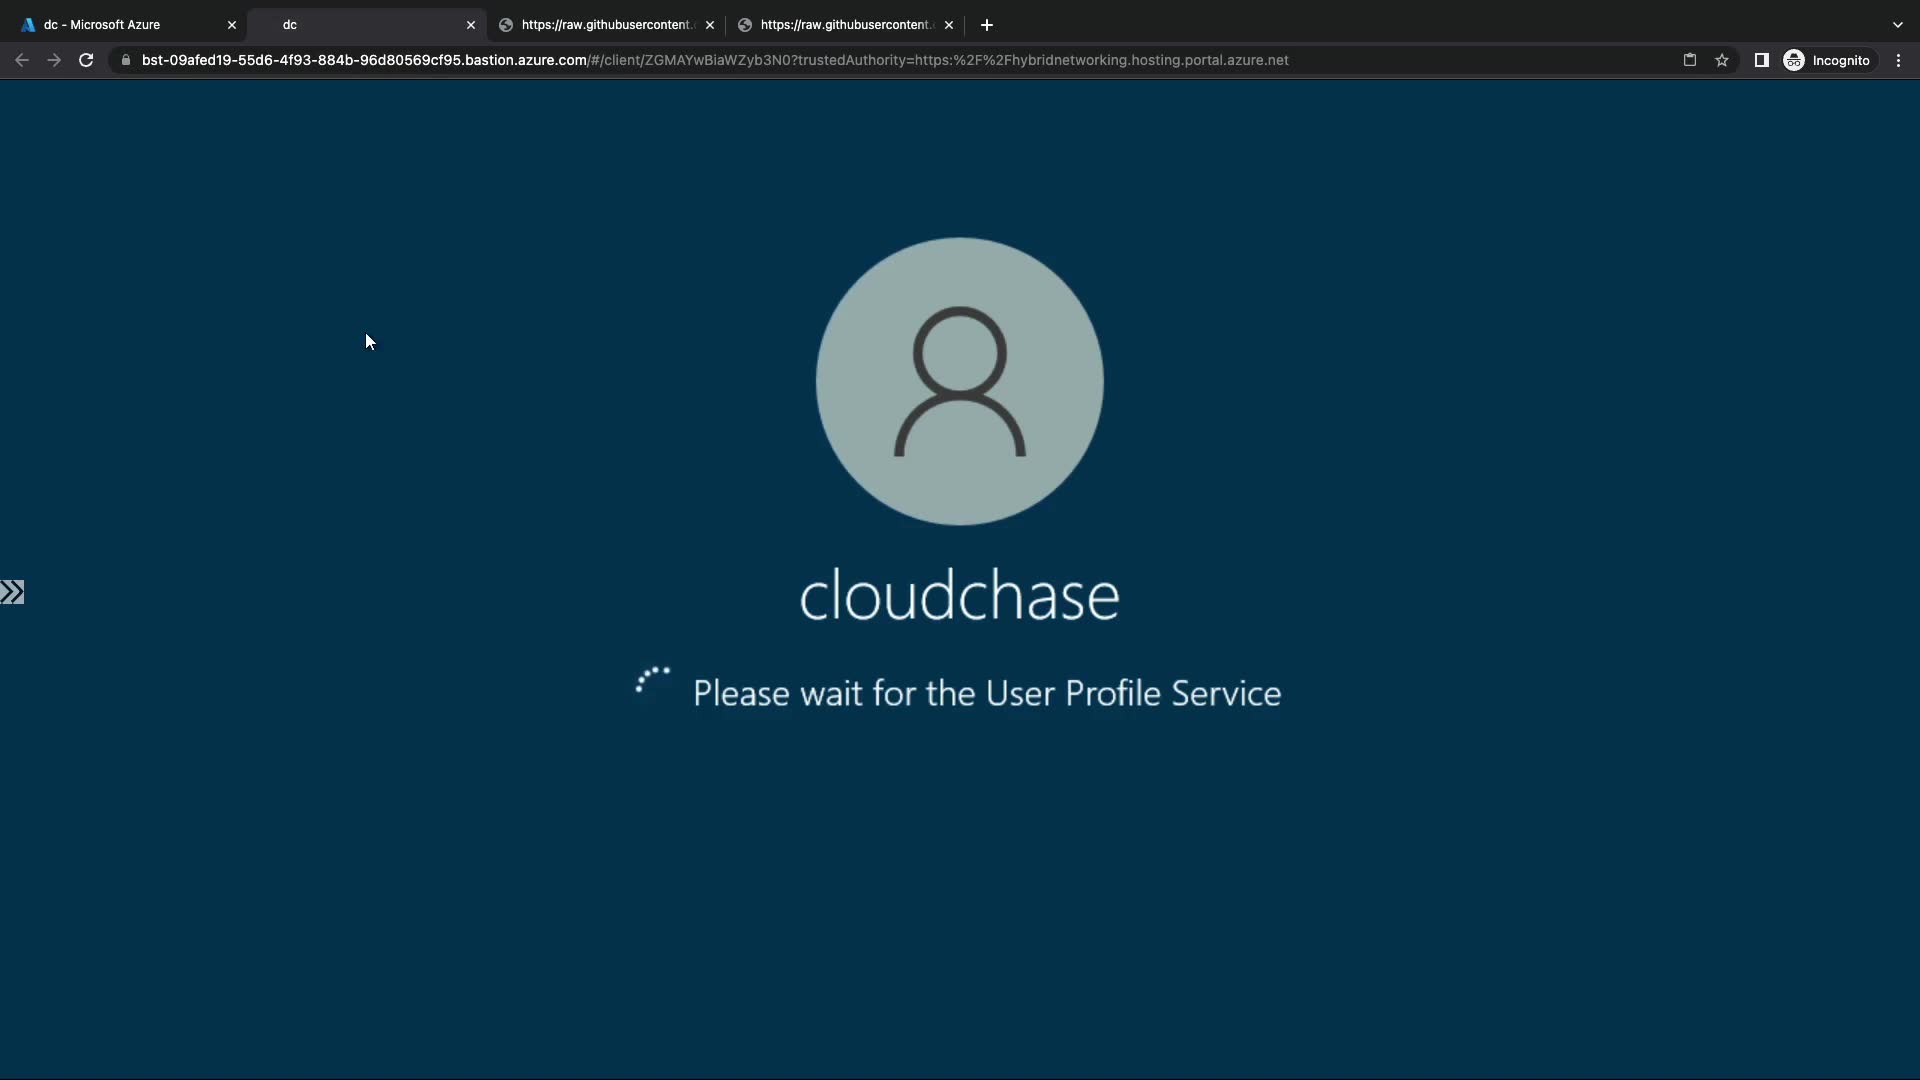 dc - Microsoft Azure
dc
https://raw.githubusercontent.
https://raw.githubusercontent.
bst-09afed19-55d6-4f93-884b-96d80569cf95.bastion.azure.com/#/client/ZGMAYwBiaWZyb3N0?trustedAuthority=https:%2F%2Fhybridnetworking.hosting.portal.azure.net
Incognito
cloudchase
Please wait for the User Profile Service